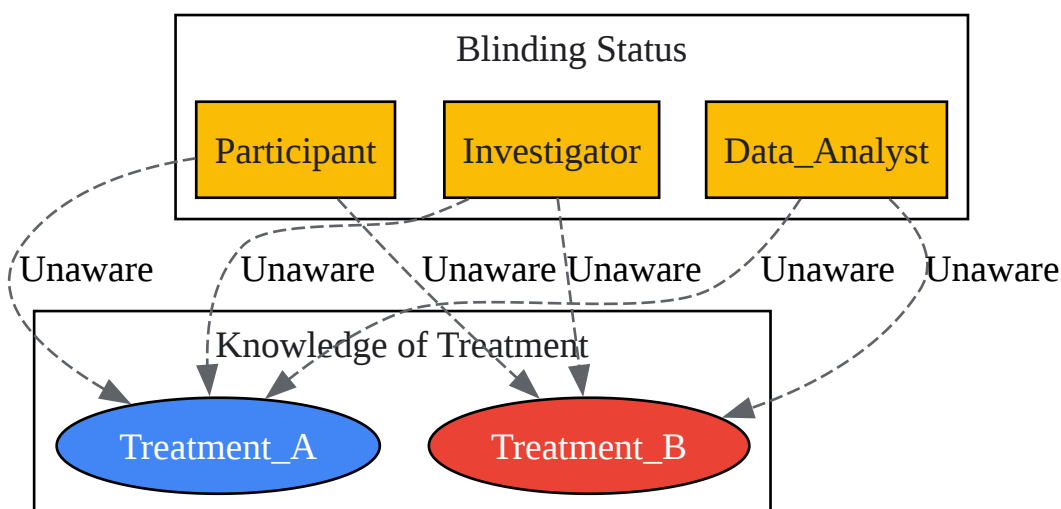 Blinding Status
Participant Investigator Data_Analyst
Unaware Unaware Unaware Unaware Unaware Unaware
Knowledge of Treatment
Treatment_A Treatment_B